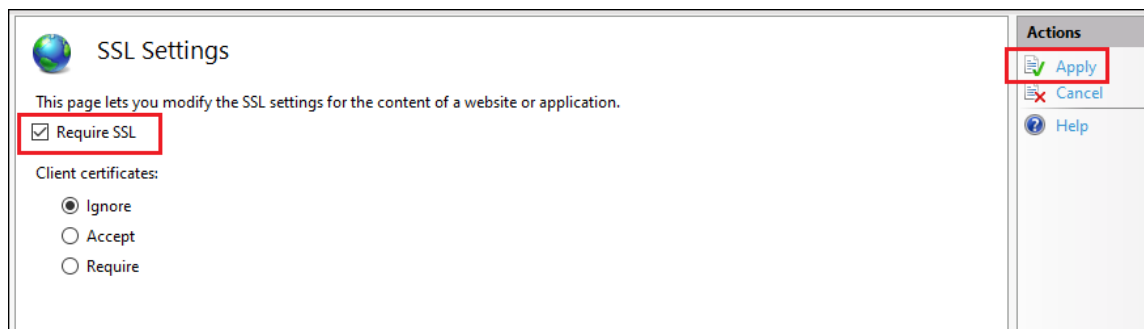 SSL Settings
This page lets you modify the SSL settings for the content of a website or application.
Require SSL
Client certificates:
Ignore
Accept
Require
Actions
Apply
Cancel
Help